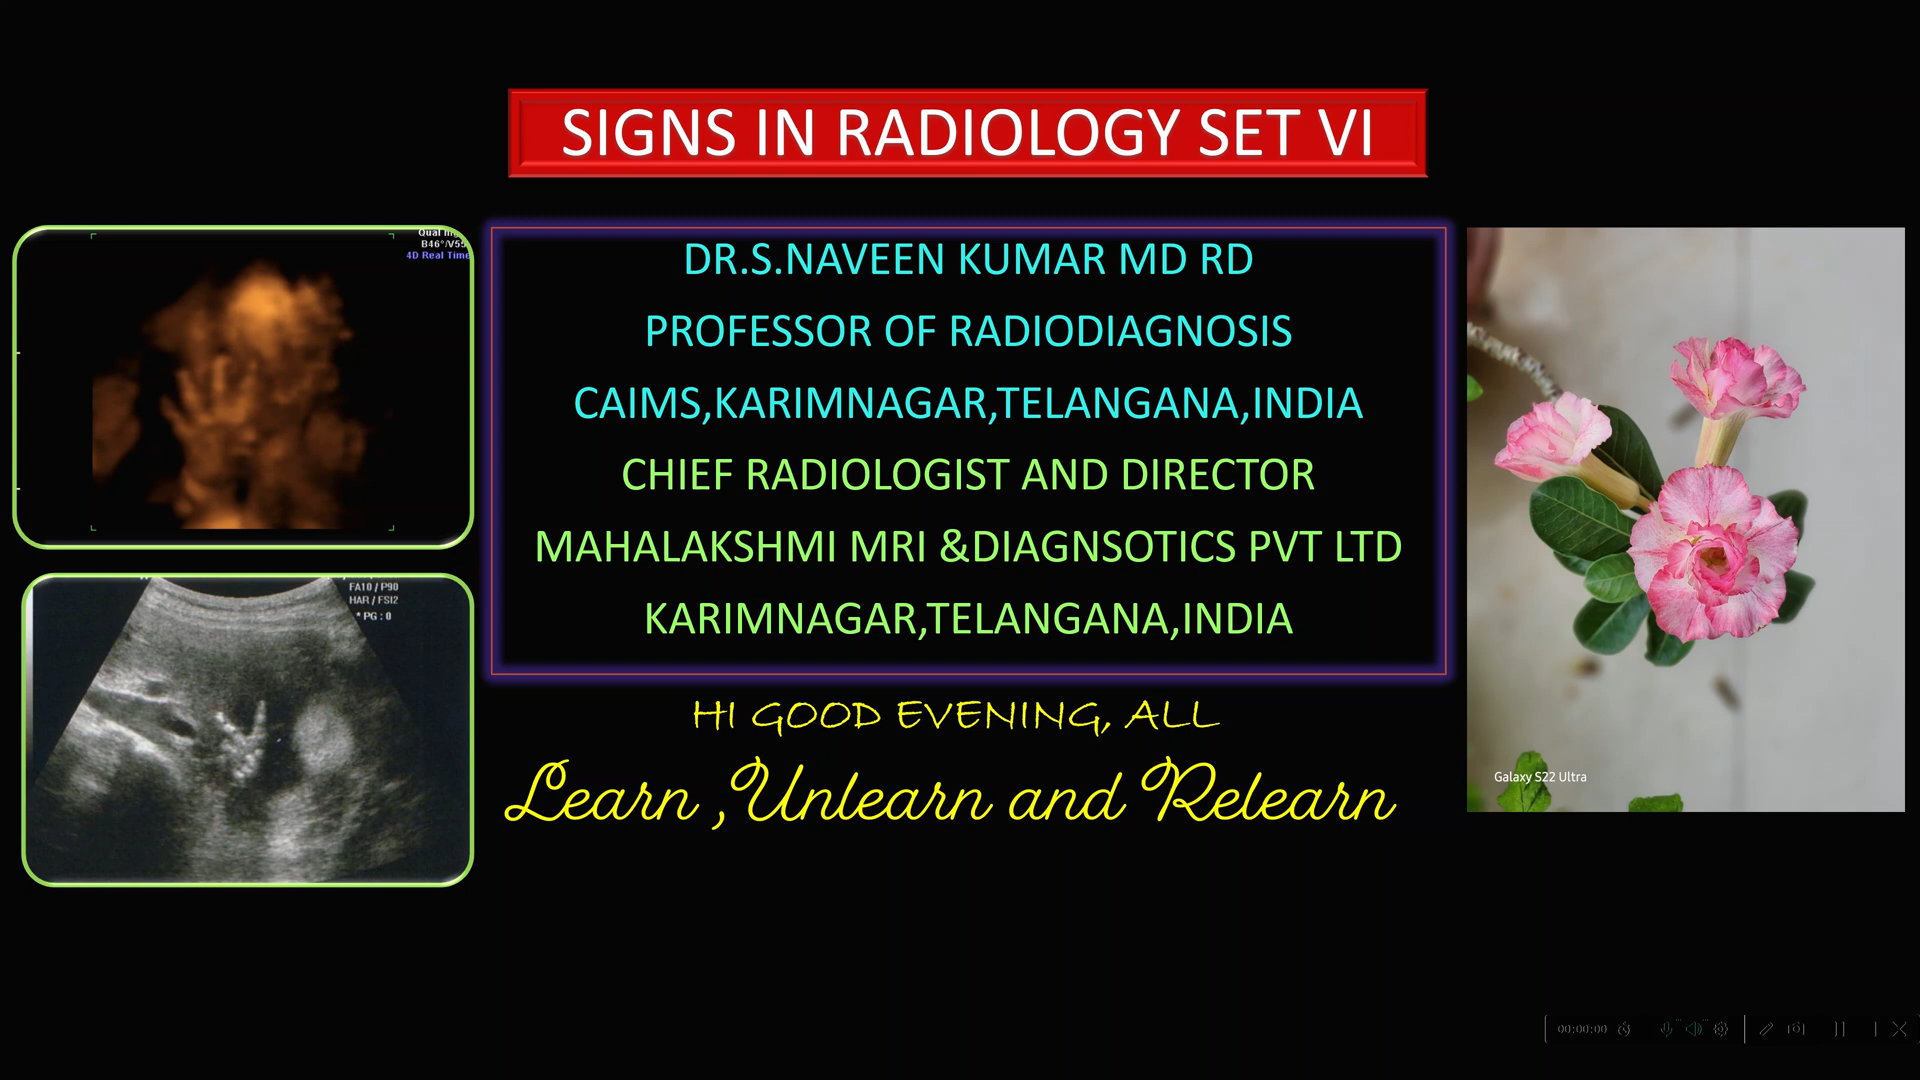 SIGNS IN RADIOLOGY SET VI
B46°/V55
4D Real Time
DR.S.NAVEEN KUMAR MD RD
PROFESSOR OF RADIODIAGNOSIS
CAIMS,KARIMNAGAR,TELANGANA,INDIA
CHIEF RADIOLOGIST AND DIRECTOR
MAHALAKSHMI MRI &DIAGNSOTICS PVT LTD
KARIMNAGAR,TELANGANA,INDIA
FA10 / P90
HAR / FSI2
* PG : 0
HI GOOD EVENING, ALL
Learn ,Unlearn and Relearn
Galaxy S22 Ultra
00:00:00